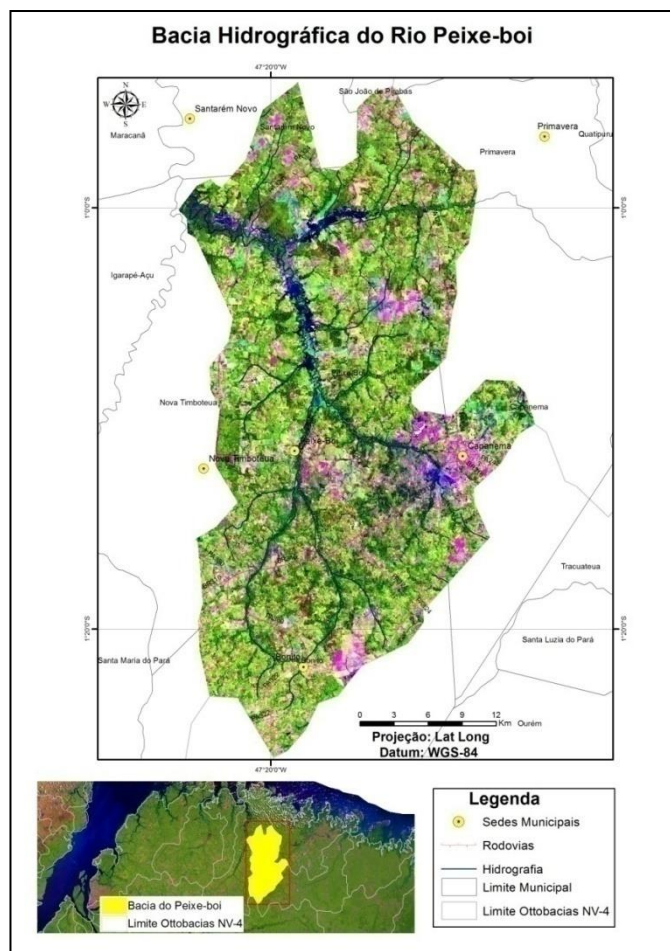 Bacia Hidrográfica do Rio Peixe-boi
47°20'0"W
São João de Pirabas
N
W E
S
Santarém Novo
Maracanã
Santarém Novo
Primavera
Quatipuru
Primavera
1°0'0"S
1°0'0"S
Igarapé-Açu
Nova Timboteua
Capanema
Peixe-Boi
Capanema
Nova Timboteua
Tracuateua
1°20'0"S
1°20'0"S
Santa Luzia do Pará
Santa Maria do Pará
Bonito
0 3 6 9 12
Km
Ourém
Projeção: Lat Long
Datum: WGS-84
47°20'0"W
Bacia do Peixe-boi
Limite Ottobacias NV-4
Legenda
Sedes Municipais
Rodovias
Hidrografia
Limite Municipal
Limite Ottobacias NV-4